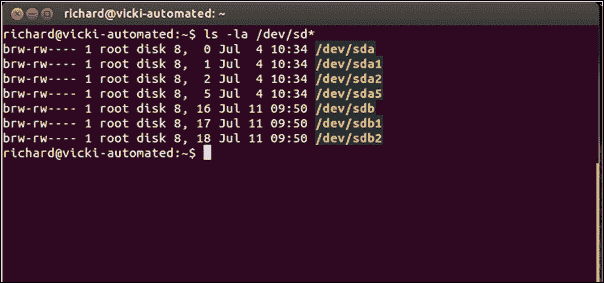 richard@vicki-automated: ~
richard@vicki-automated:~$ ls -la /dev/sd*
brw-rw---- 1 root disk 8,  0 Jul  4 10:34 /dev/sda
brw-rw---- 1 root disk 8,  1 Jul  4 10:34 /dev/sda1
brw-rw---- 1 root disk 8,  2 Jul  4 10:34 /dev/sda2
brw-rw---- 1 root disk 8,  5 Jul  4 10:34 /dev/sda5
brw-rw---- 1 root disk 8, 16 Jul 11 09:50 /dev/sdb
brw-rw---- 1 root disk 8, 17 Jul 11 09:50 /dev/sdb1
brw-rw---- 1 root disk 8, 18 Jul 11 09:50 /dev/sdb2
richard@vicki-automated:~$